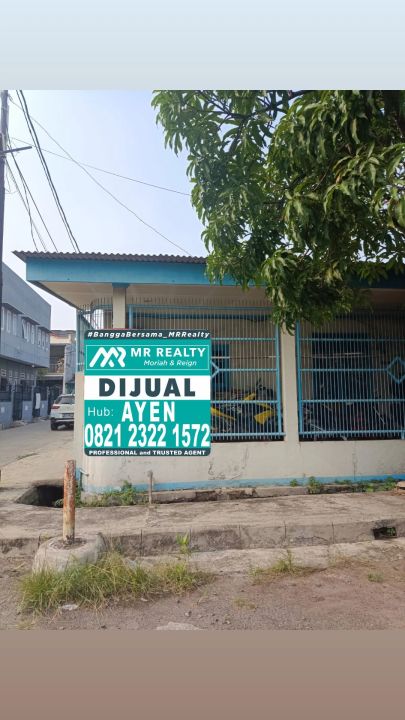 #BanggaBersama_MRRealty
MR REALTY
Moriah & Reign
DIJUAL
Hub: AYEN
0821 2322 1572
PROFESSIONAL and TRUSTED AGENT